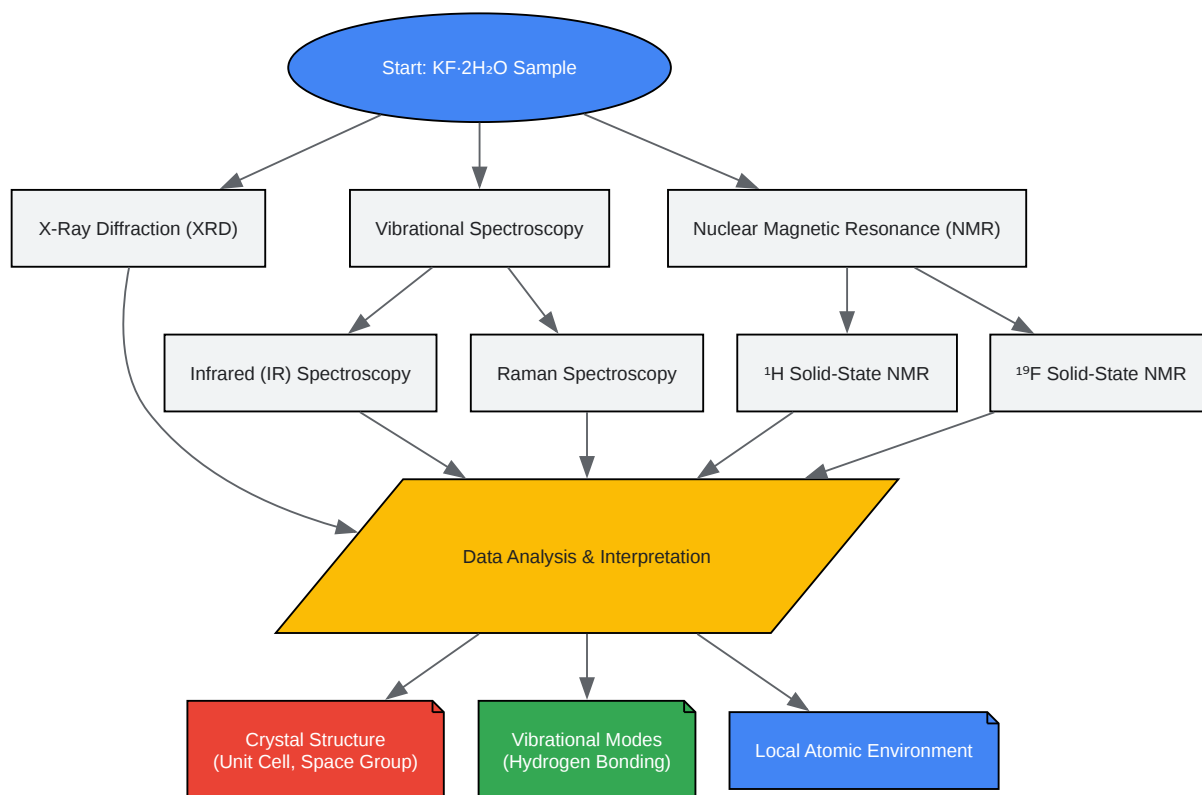 Start: KF·2H₂O Sample
X-Ray Diffraction (XRD)
Vibrational Spectroscopy
Nuclear Magnetic Resonance (NMR)
Infrared (IR) Spectroscopy
Raman Spectroscopy
¹H Solid-State NMR
¹⁹F Solid-State NMR
Data Analysis & Interpretation
Crystal Structure
(Unit Cell, Space Group)
Vibrational Modes
(Hydrogen Bonding)
Local Atomic Environment